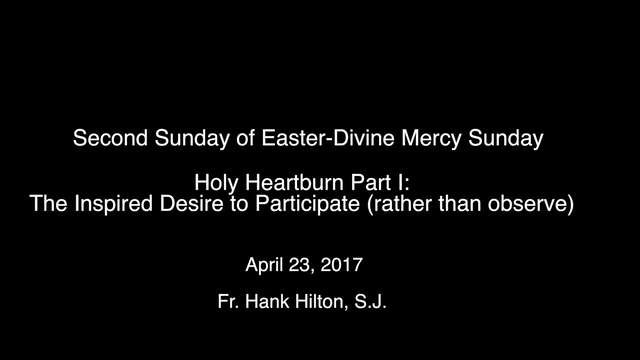 Second Sunday of Easter-Divine Mercy Sunday
Holy Heartburn Part I:
The Inspired Desire to Participate (rather than observe)
April 23, 2017
Fr. Hank Hilton, S.J.